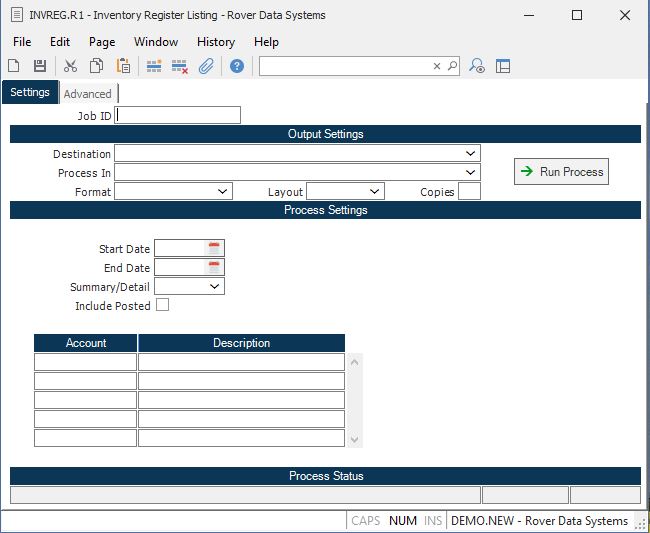 INVREG.R1 - Inventory Register Listing - Rover Data Systems
File Edit Page Window History Help
Settings Advanced
Job ID
Output Settings
Destination
Process In
Run Process
Format Layout Copies
Process Settings
Start Date
End Date
Summary/Detail
Include Posted
Account Description
Process Status
CAPS NUM INS DEMO.NEW - Rover Data Systems